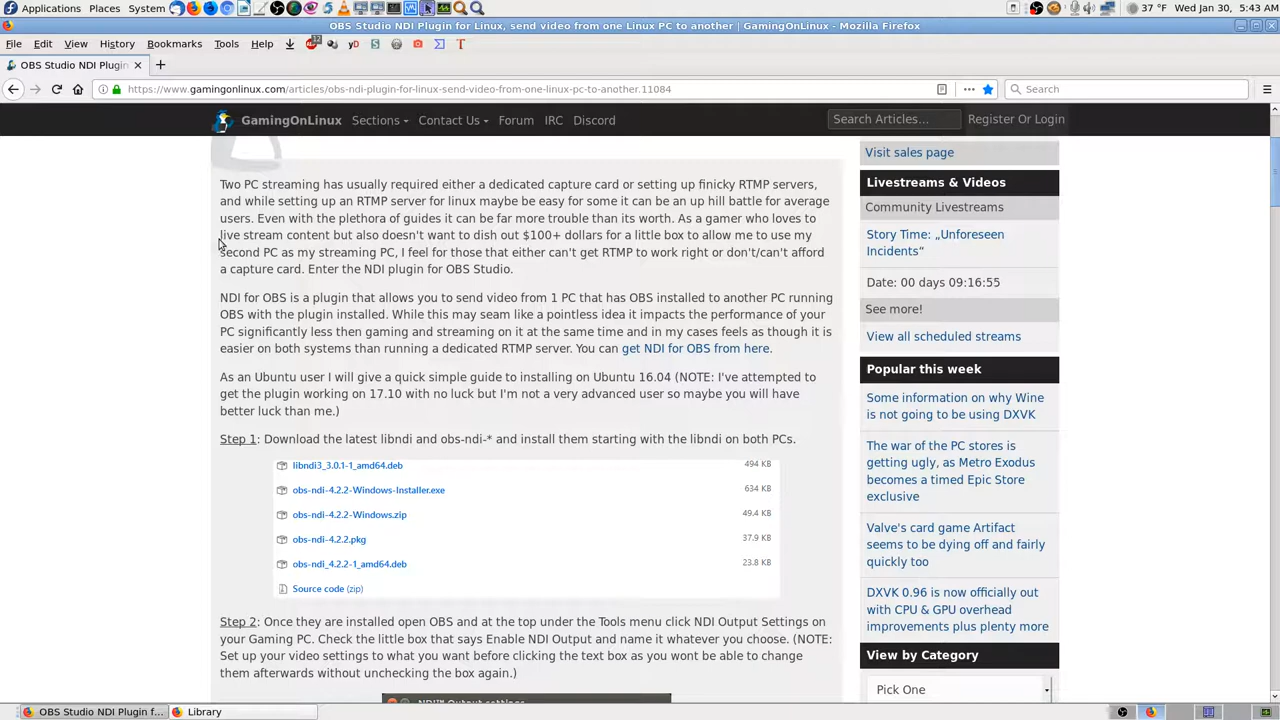 Applications Places System 37 °F Wed Jan 30, 5:43 AM
OBS Studio NDI Plugin for Linux, send video from one Linux PC to another | GamingOnLinux - Mozilla Firefox
File Edit View History Bookmarks Tools Help
OBS Studio NDI Plugin
https://www.gamingonlinux.com/articles/obs-ndi-plugin-for-linux-send-video-from-one-linux-pc-to-another.11084
Search
GamingOnLinux Sections Contact Us Forum IRC Discord Search Articles... Register Or Login
Two PC streaming has usually required either a dedicated capture card or setting up finicky RTMP servers,
and while setting up an RTMP server for linux maybe be easy for some it can be an up hill battle for average
users. Even with the plethora of guides it can be far more trouble than its worth. As a gamer who loves to
live stream content but also doesn't want to dish out $100+ dollars for a little box to allow me to use my
second PC as my streaming PC, I feel for those that either can't get RTMP to work right or don't/can't afford
a capture card. Enter the NDI plugin for OBS Studio.
NDI for OBS is a plugin that allows you to send video from 1 PC that has OBS installed to another PC running
OBS with the plugin installed. While this may seam like a pointless idea it impacts the performance of your
PC significantly less then gaming and streaming on it at the same time and in my cases feels as though it is
easier on both systems than running a dedicated RTMP server. You can get NDI for OBS from here.
As an Ubuntu user I will give a quick simple guide to installing on Ubuntu 16.04 (NOTE: I've attempted to
get the plugin working on 17.10 with no luck but I'm not a very advanced user so maybe you will have
better luck than me.)
Step 1: Download the latest libndi and obs-ndi-* and install them starting with the libndi on both PCs.
libndi3_3.0.1-1_amd64.deb 494 KB
obs-ndi-4.2.2-Windows-Installer.exe 634 KB
obs-ndi-4.2.2-Windows.zip 49.4 KB
obs-ndi-4.2.2.pkg 37.9 KB
obs-ndi_4.2.2-1_amd64.deb 23.8 KB
Source code (zip)
Step 2: Once they are installed open OBS and at the top under the Tools menu click NDI Output Settings on
your Gaming PC. Check the little box that says Enable NDI Output and name it whatever you choose. (NOTE:
Set up your video settings to what you want before clicking the text box as you wont be able to change
them afterwards without unchecking the box again.)
Visit sales page
Livestreams & Videos
Community Livestreams
Story Time: „Unforeseen
Incidents“
Date: 00 days 09:16:55
See more!
View all scheduled streams
Popular this week
Some information on why Wine
is not going to be using DXVK
The war of the PC stores is
getting ugly, as Metro Exodus
becomes a timed Epic Store
exclusive
Valve's card game Artifact
seems to be dying off and fairly
quickly too
DXVK 0.96 is now officially out
with CPU & GPU overhead
improvements plus plenty more
View by Category
Pick One
OBS Studio NDI Plugin f... Library